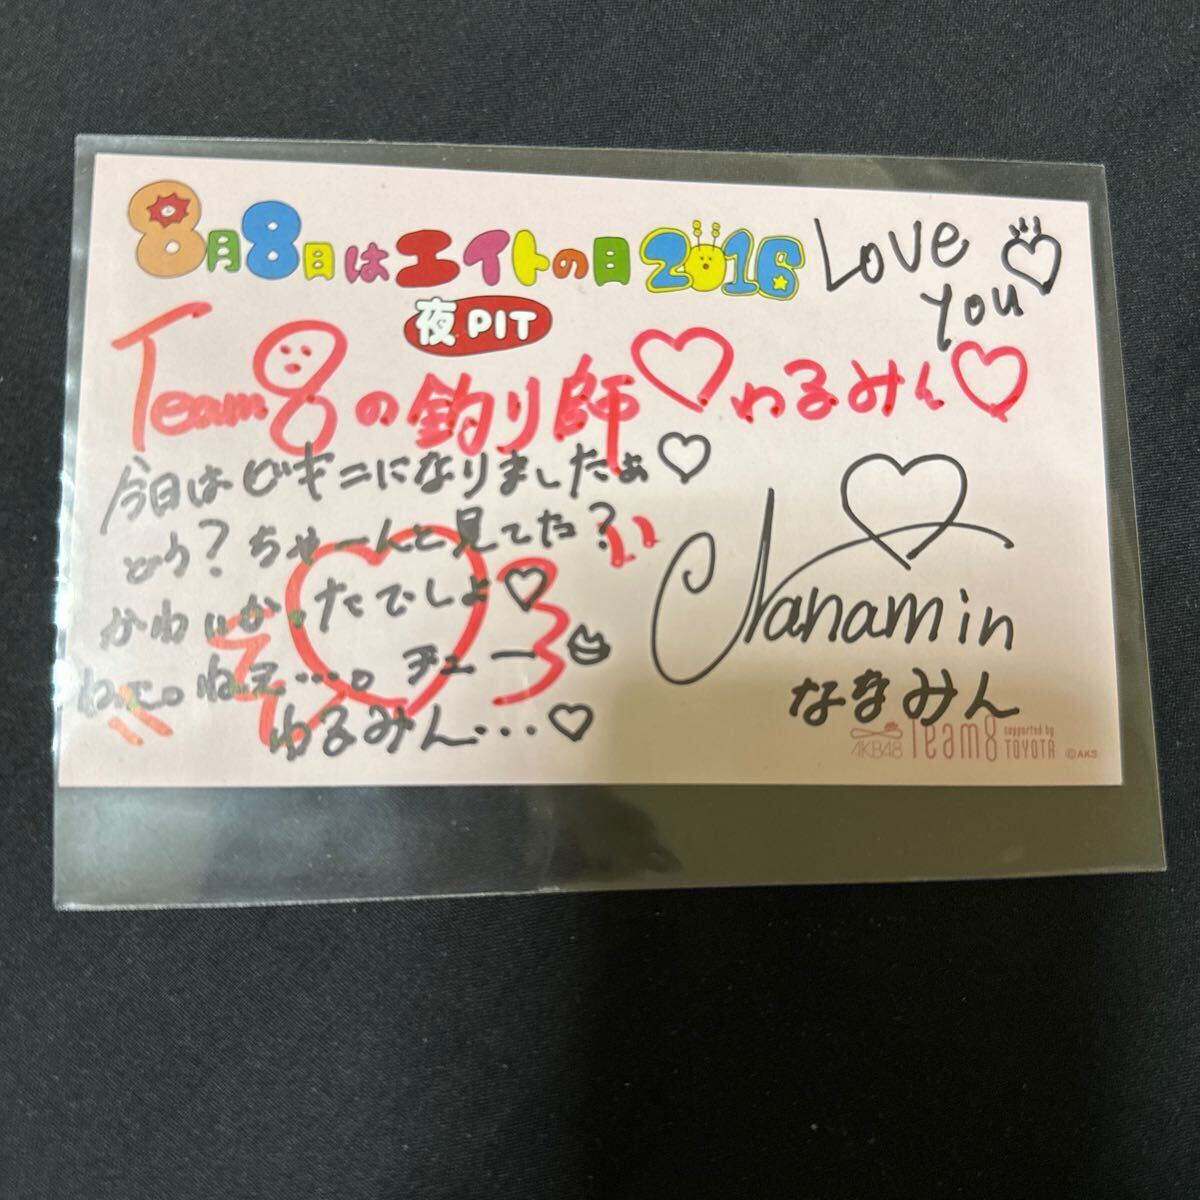 8月8日はエイトの日 2016
夜PIT
Love
you
Team8の釣り師♡わるみん♡
今日はビキニになりましたぁ♡
どう?ちゃーんと見てた?
かわいかったでしょ♡
ねぇ。ねぇ…。チュー
わるみん…♡
Nanamin
ななみん
AKB48 Team8 supported by TOYOTA ©AKS